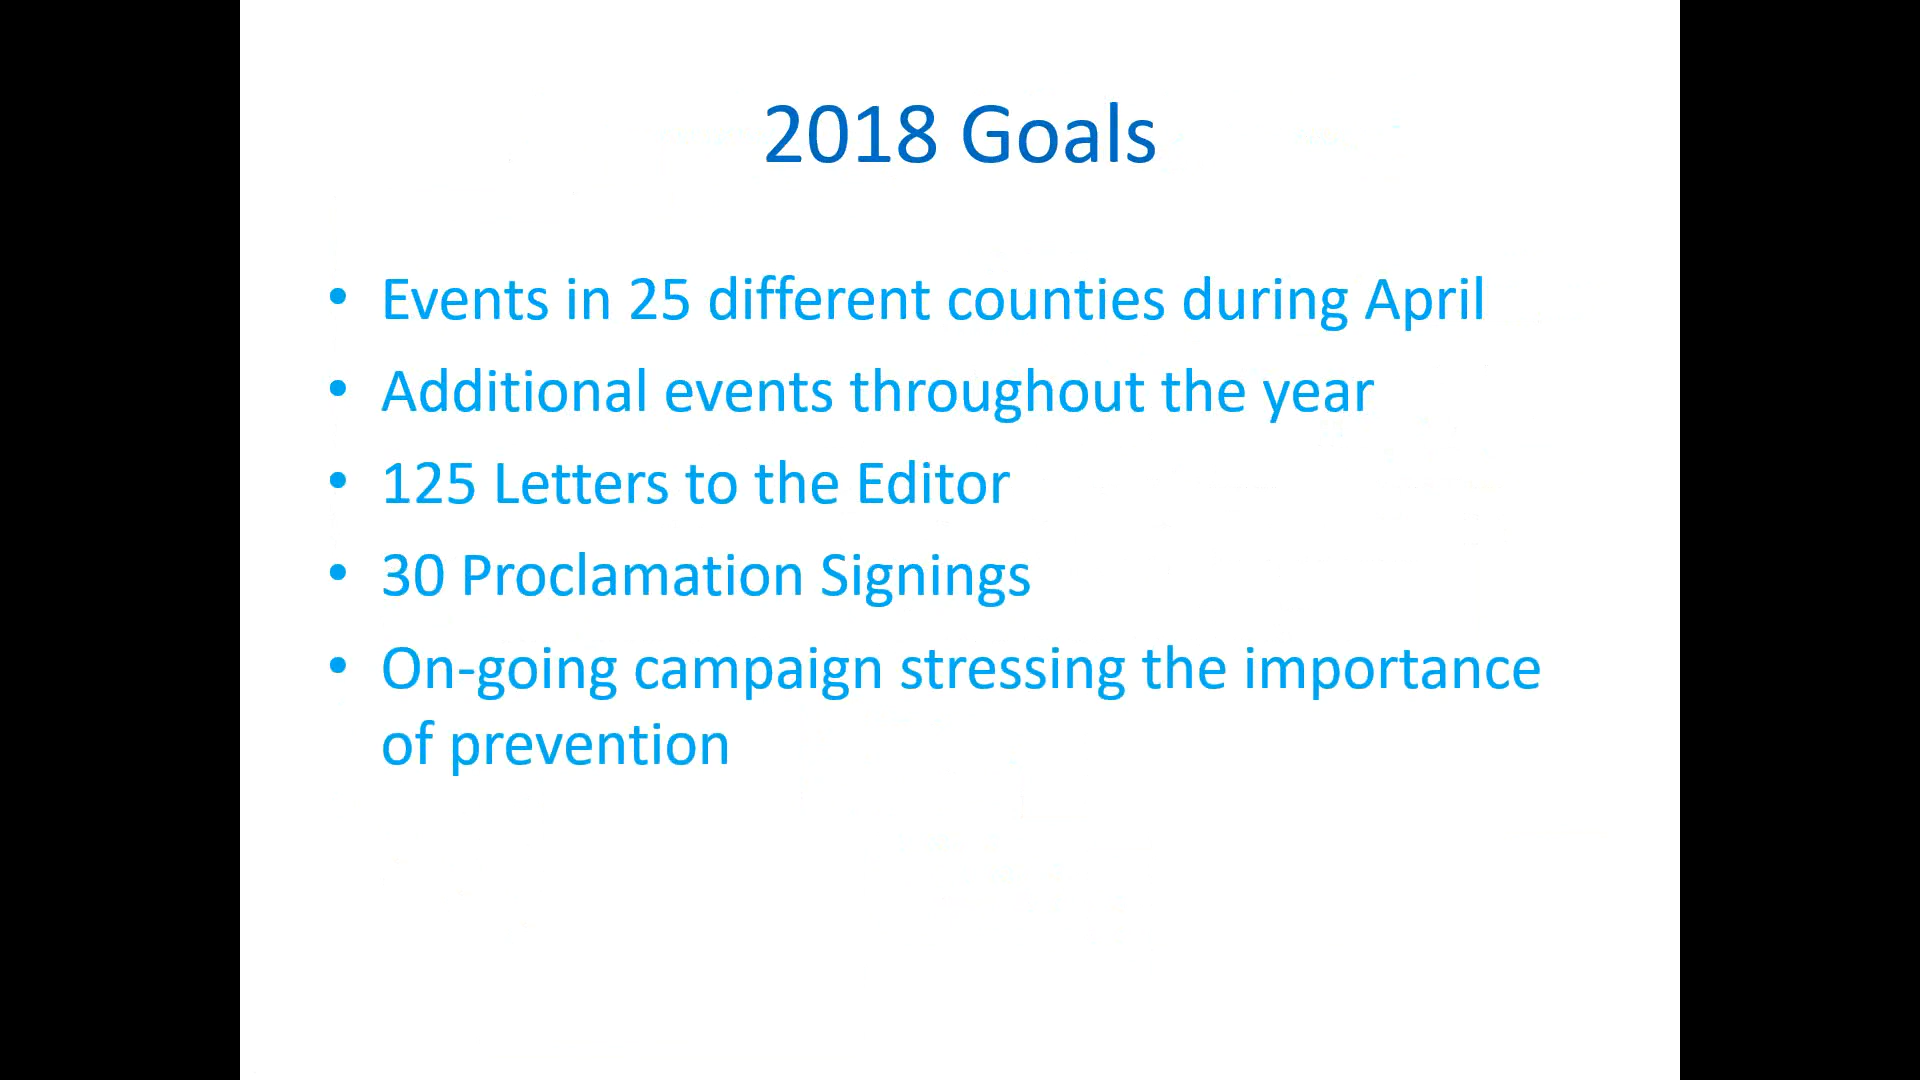 2018 Goals
• Events in 25 different counties during April
• Additional events throughout the year
• 125 Letters to the Editor
• 30 Proclamation Signings
• On-going campaign stressing the importance
of prevention